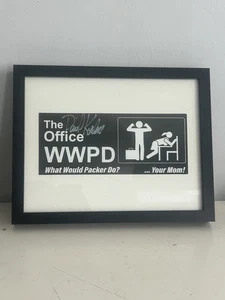 The
Office
WWPD
What Would Packer Do?
... Your Mom!